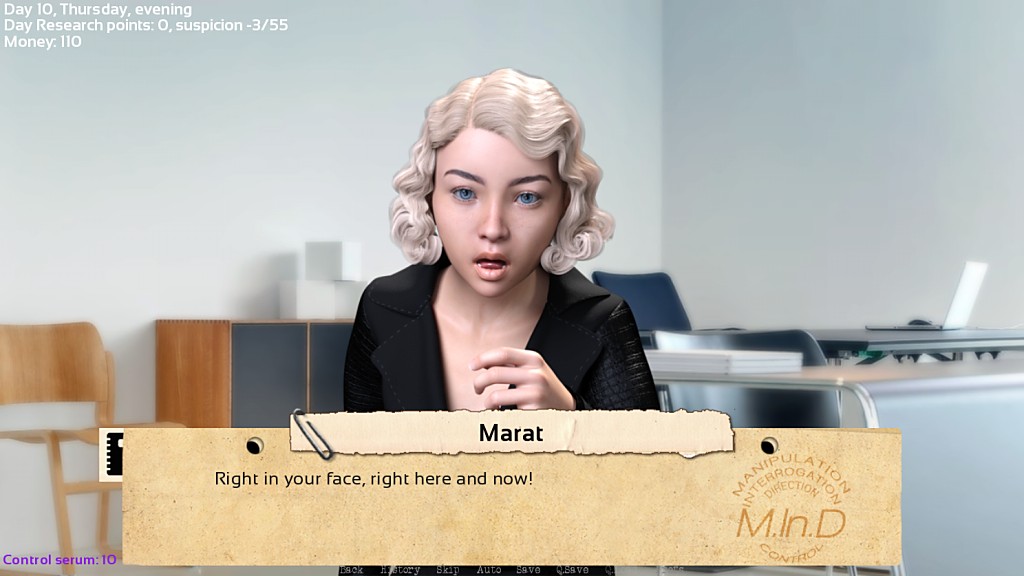 Day 10, Thursday, evening
Day Research points: 0, suspicion -3/55
Money: 110
Marat
Right in your face, right here and now!
MANIPULATION
INTERROGATION
DIRECTION
M.In.D
CONTROL
Control serum: 10
Back History Skip Auto Save Q.Save